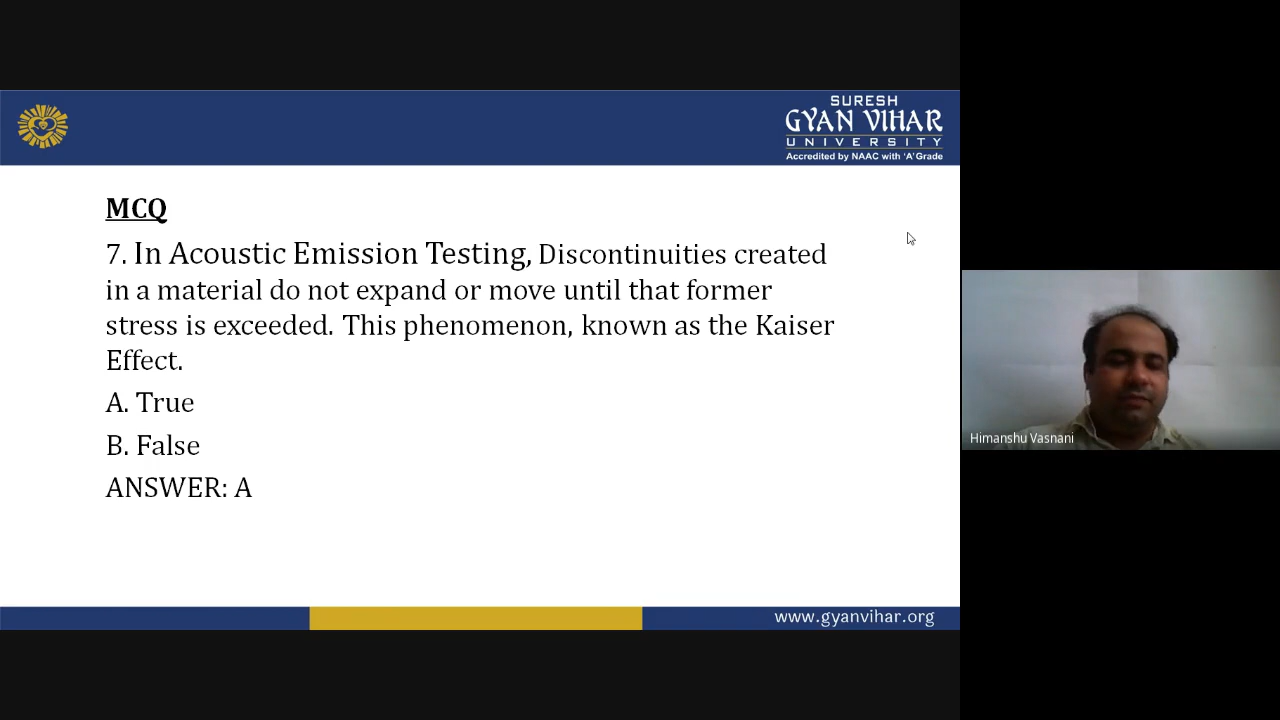 SURESH
GYAN VIHAR
UNIVERSITY
Accredited by NAAC with 'A' Grade
MCQ
7. In Acoustic Emission Testing, Discontinuities created
in a material do not expand or move until that former
stress is exceeded. This phenomenon, known as the Kaiser
Effect.
A. True
B. False
ANSWER: A
Himanshu Vasnani
www.gyanvihar.org